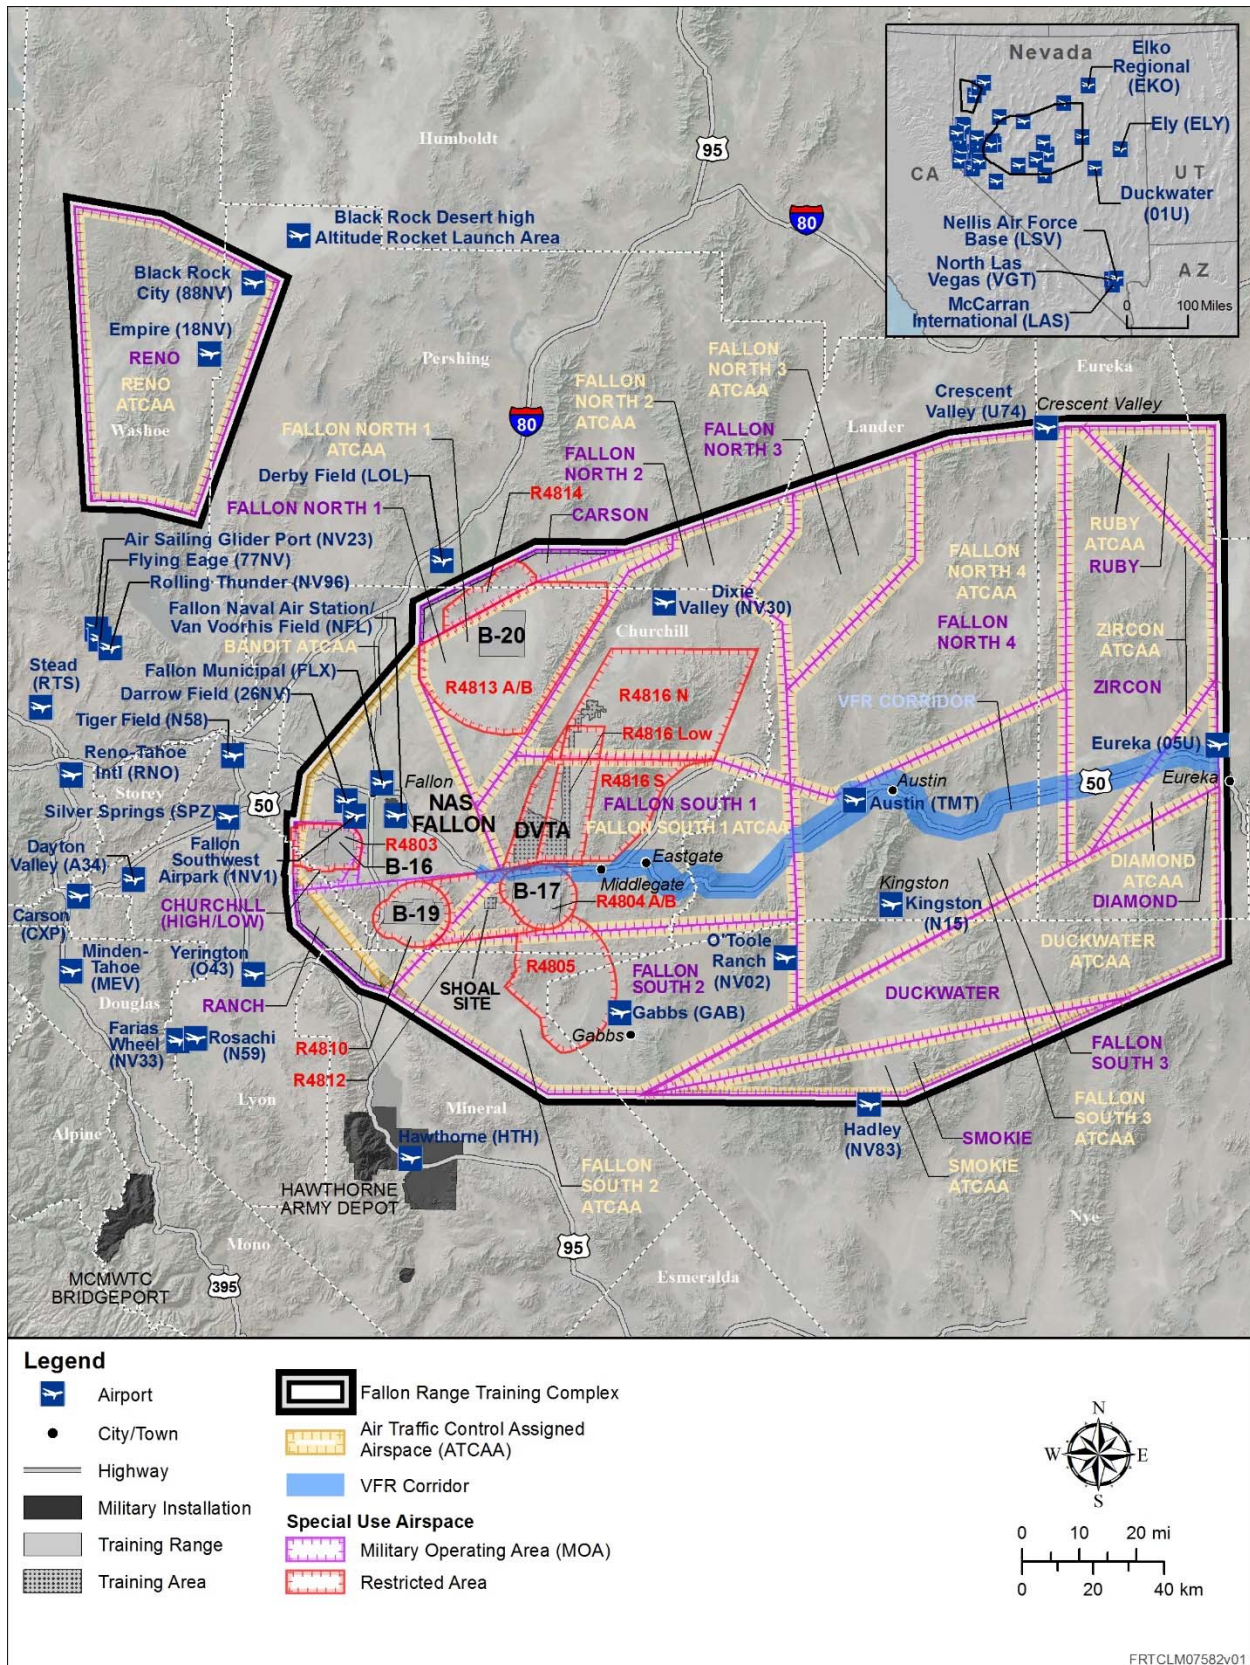 Humboldt
95
80
Black Rock Desert high
Altitude Rocket Launch Area
Black Rock
City (88NV)
Empire (18NV)
RENO
RENO
ATCAA
Washoe
Pershing
80
Nevada
Elko
Regional
(EKO)
Ely (ELY)
CA
UT
Duckwater
(01U)
Nellis Air Force
Base (LSV)
North Las
Vegas (VGT)
AZ
McCarran
International (LAS)
0 100 Miles
FALLON
NORTH 3
ATCAA
FALLON
NORTH 2
ATCAA
Eureka
Crescent
Valley (U74)
Crescent Valley
Lander
FALLON
NORTH 3
FALLON NORTH 1
ATCAA
FALLON
NORTH 2
Derby Field (LOL)
R4814
FALLON NORTH 1
CARSON
Air Sailing Glider Port (NV23)
Flying Eage (77NV)
Rolling Thunder (NV96)
RUBY
ATCAA
RUBY
FALLON
NORTH 4
ATCAA
Dixie
Valley (NV30)
Fallon Naval Air Station/
Van Voorhis Field (NFL)
BANDIT ATCAA
B-20
Churchill
FALLON
NORTH 4
ZIRCON
ATCAA
Fallon Municipal (FLX)
Stead
(RTS)
Darrow Field (26NV)
R4813 A/B
R4816 N
ZIRCON
VFR CORRIDOR
Tiger Field (N58)
R4816 Low
Eureka (05U)
Reno-Tahoe
Intl (RNO)
Storey
Fallon
R4816 S
Austin
50
Eureka
Silver Springs (SPZ)
50
NAS
FALLON
FALLON SOUTH 1
Austin (TMT)
FALLON SOUTH 1 ATCAA
DVTA
R4803
Dayton
Valley (A34)
Fallon
Southwest
Airpark (1NV1)
B-16
Eastgate
Middlegate
DIAMOND
ATCAA
B-17
Kingston
Kingston
(N15)
DIAMOND
Carson
(CXP)
CHURCHILL
(HIGH/LOW)
B-19
R4804 A/B
Minden-
Tahoe
(MEV)
Yerington
(O43)
R4805
O'Toole
Ranch
(NV02)
DUCKWATER
ATCAA
FALLON
SOUTH 2
SHOAL
SITE
DUCKWATER
Douglas
RANCH
Gabbs (GAB)
Farias
Wheel
(NV33)
Rosachi
(N59)
Gabbs
R4810
FALLON
SOUTH 3
R4812
Lyon
Mineral
Hadley
(NV83)
FALLON
SOUTH 3
ATCAA
Alpine
Hawthorne (HTH)
SMOKIE
SMOKIE
ATCAA
FALLON
SOUTH 2
ATCAA
HAWTHORNE
ARMY DEPOT
Nye
Mono
95
Esmeralda
MCMWTC
BRIDGEPORT
395
Legend
Airport
City/Town
Highway
Military Installation
Training Range
Training Area
Fallon Range Training Complex
Air Traffic Control Assigned
Airspace (ATCAA)
VFR Corridor
Special Use Airspace
Military Operating Area (MOA)
Restricted Area
N
W E
S
0 10 20 mi
0 20 40 km
FRTCLM07582v01